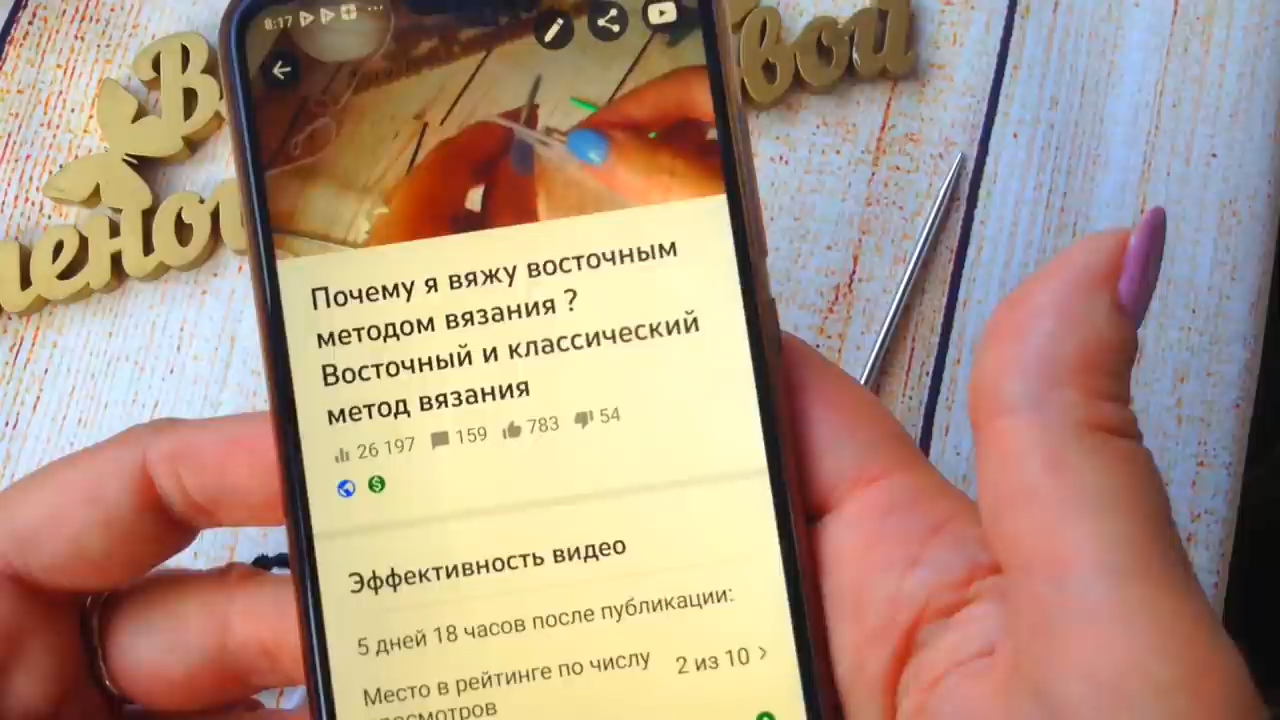 8:17
вой
Почему я вяжу восточным
методом вязания ?
Восточный и классический
метод вязания
26 197 159 783 54
Эффективность видео
5 дней 18 часов после публикации:
Место в рейтинге по числу 2 из 10 >
просмотров